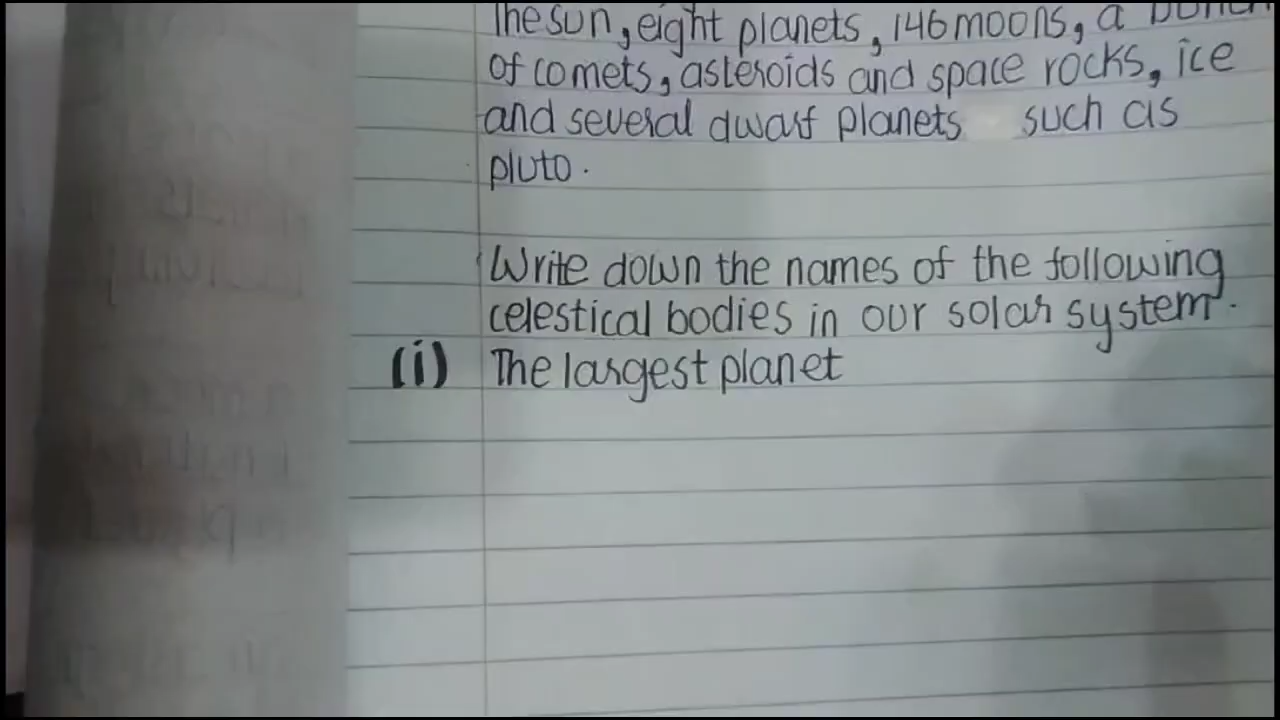 The sun, eight planets, 146 moons, a bunch
of comets, asteroids and space rocks, ice
and several dwarf planets such as
pluto.
Write down the names of the following
celestical bodies in our solar system.
(i) The largest planet